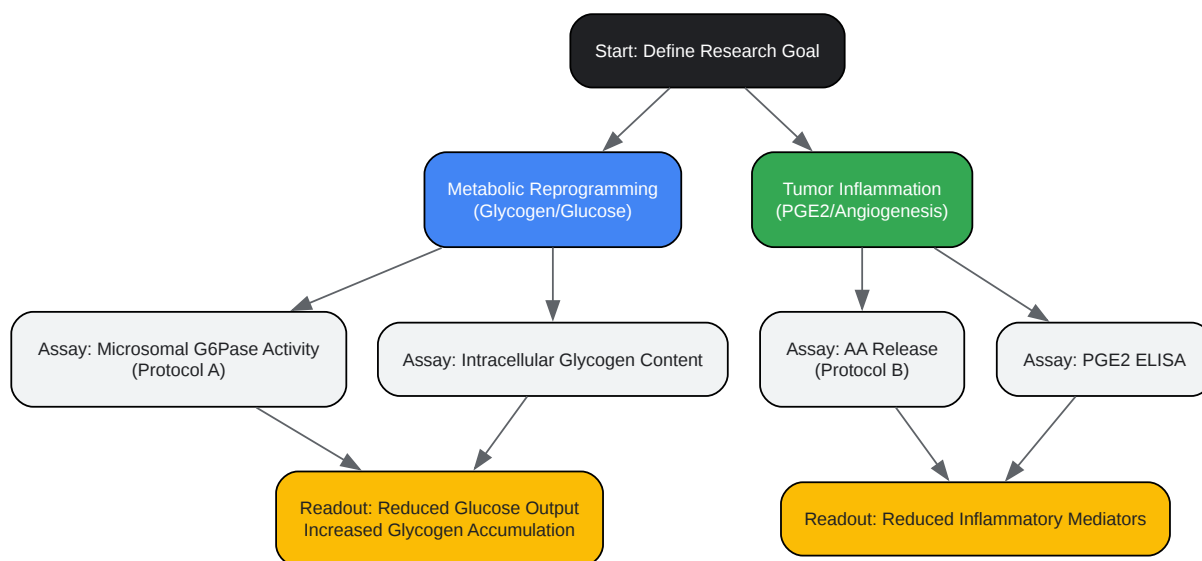 Start: Define Research Goal
Metabolic Reprogramming
(Glycogen/Glucose)
Tumor Inflammation
(PGE2/Angiogenesis)
Assay: Microsomal G6Pase Activity
(Protocol A)
Assay: Intracellular Glycogen Content
Assay: AA Release
(Protocol B)
Assay: PGE2 ELISA
Readout: Reduced Glucose Output
Increased Glycogen Accumulation
Readout: Reduced Inflammatory Mediators